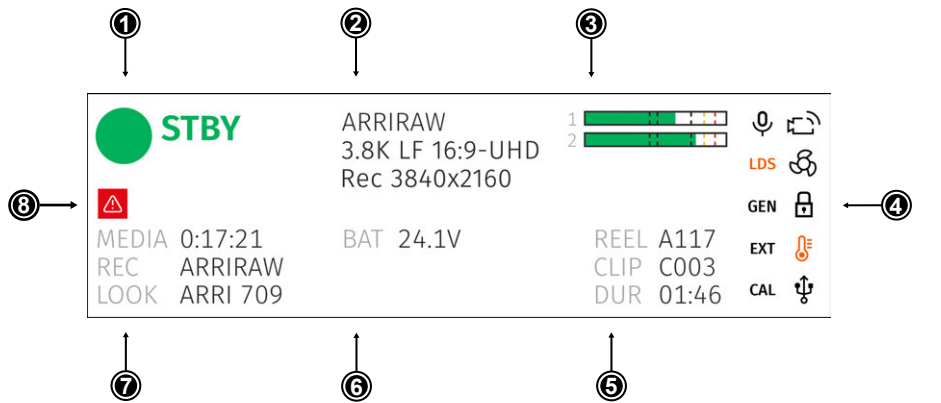 1 2 3
STBY
ARRIRAW
3.8K LF 16:9-UHD
Rec 3840x2160
1
2
LDS
GEN
EXT
CAL
8
4
MEDIA 0:17:21
REC ARRIRAW
LOOK ARRI 709
BAT 24.1V
REEL A117
CLIP C003
DUR 01:46
7 6 5